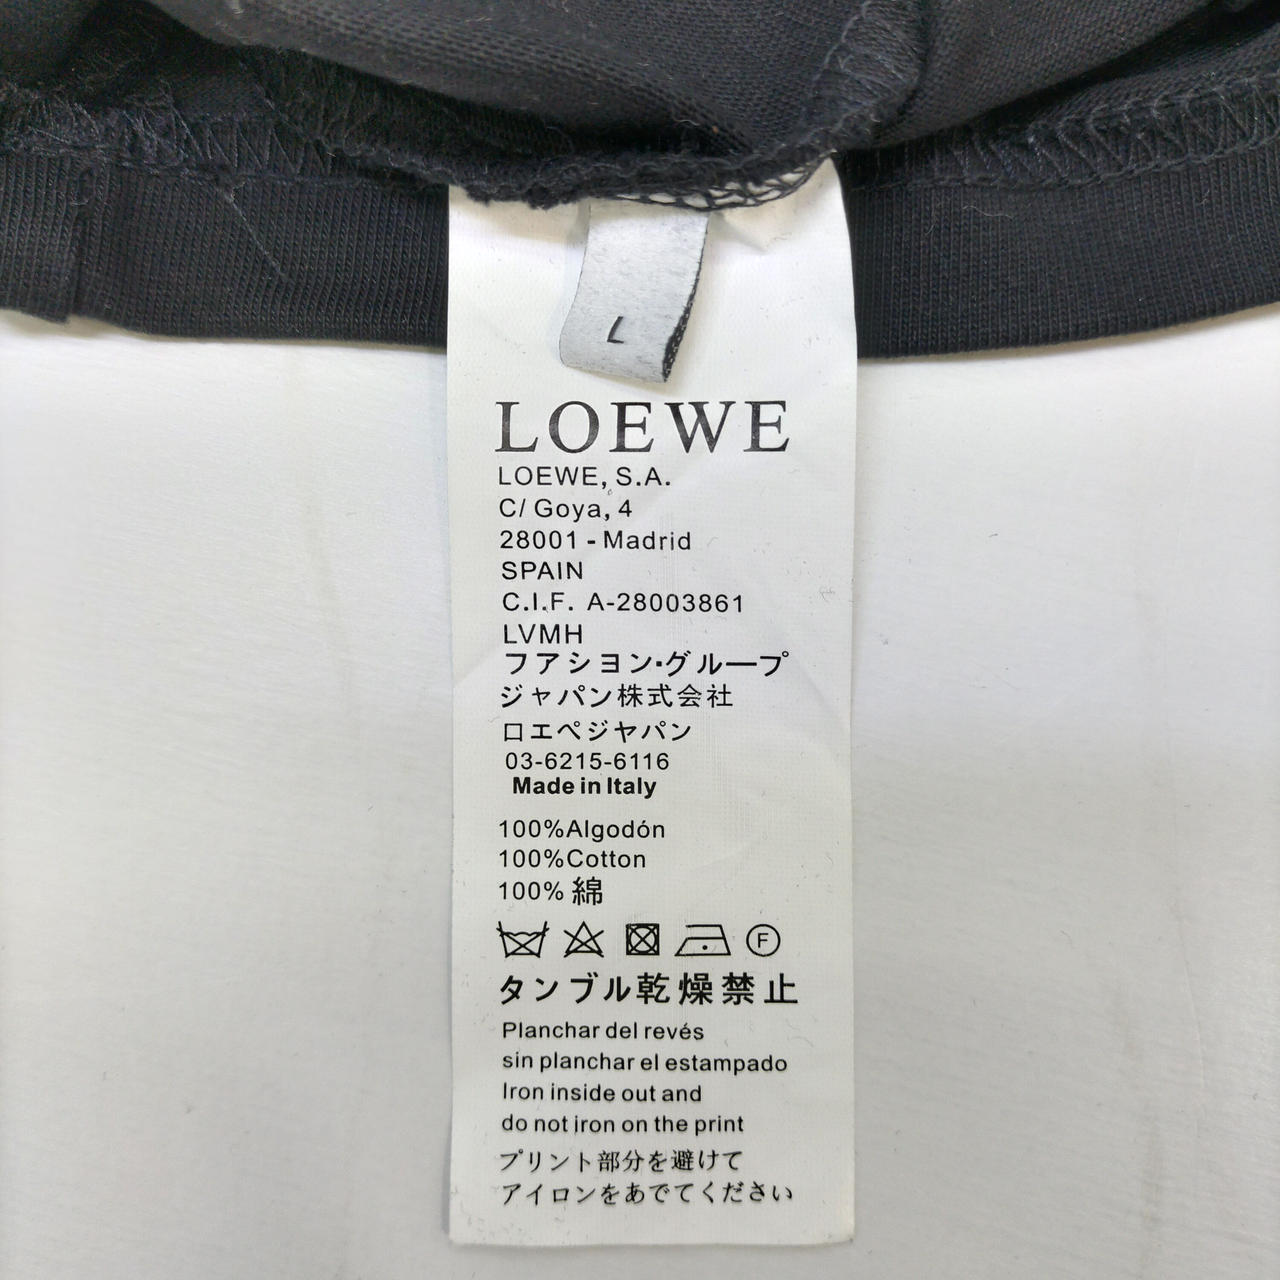 L
LOEWE
LOEWE, S.A.
C/ Goya, 4
28001 - Madrid
SPAIN
C.I.F. A-28003861
LVMH
フアシヨン・グループ
ジャパン株式会社
ロエペジヤパン
03-6215-6116
Made in Italy
100%Algodón
100%Cotton
100% 綿
F
タンブル乾燥禁止
Planchar del revés
sin planchar el estampado
Iron inside out and
do not iron on the print
プリント部分を避けて
アイロンをあでてください